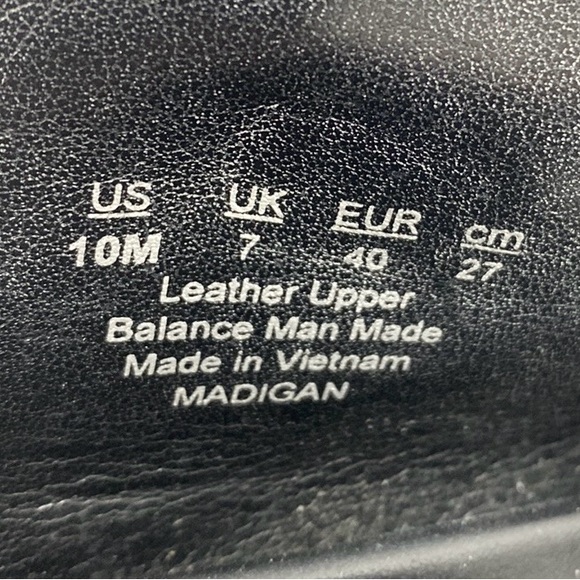 US UK EUR cm
10M 7 40 27
Leather Upper
Balance Man Made
Made in Vietnam
MADIGAN